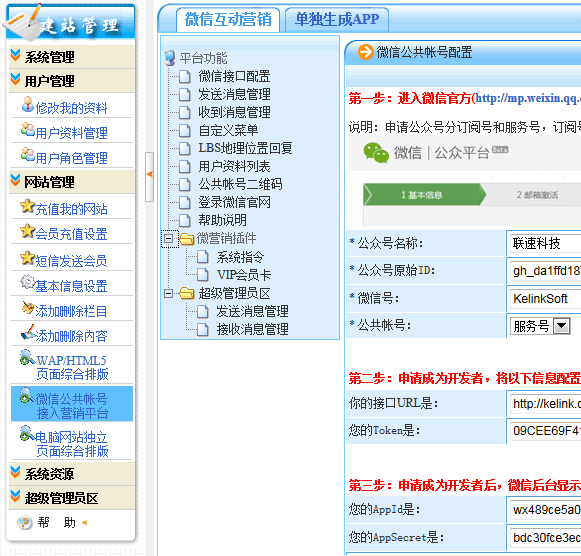 建站管理
系统管理
用户管理
修改我的资料
用户资料管理
用户角色管理
网站管理
充值我的网站
会员充值设置
短信发送会员
基本信息设置
添加删除栏目
添加删除内容
WAP/HTML5
页面综合排版
微信公共帐号
接入营销平台
电脑网站独立
页面综合排版
系统资源
超级管理员区
帮 助
微信互动营销
单独生成APP
平台功能
微信接口配置
发送消息管理
收到消息管理
自定义菜单
LBS地理位置回复
用户资料列表
公共帐号二维码
登录微信官网
帮助说明
微营销插件
系统指令
VIP会员卡
超级管理员区
发送消息管理
接收消息管理
微信公共帐号配置
第一步：进入微信官方(http://mp.weixin.qq.
说明：申请公众号分订阅号和服务号，订阅号
微信 | 公众平台 Beta
1 基本信息
2 邮箱激活
* 公众号名称： 联速科技
* 公众号原始ID： gh_da1ffd18
* 微信号： KelinkSoft
* 公共帐号： 服务号
第二步：申请成为开发者，将以下信息配置
你的接口URL是： http://kelink.
您的Token是： 09CEE69F4
第三步：申请成为开发者后，微信后台显示
您的AppId是： wx489ce5a0
您的AppSecret是： bdc30fce3ec